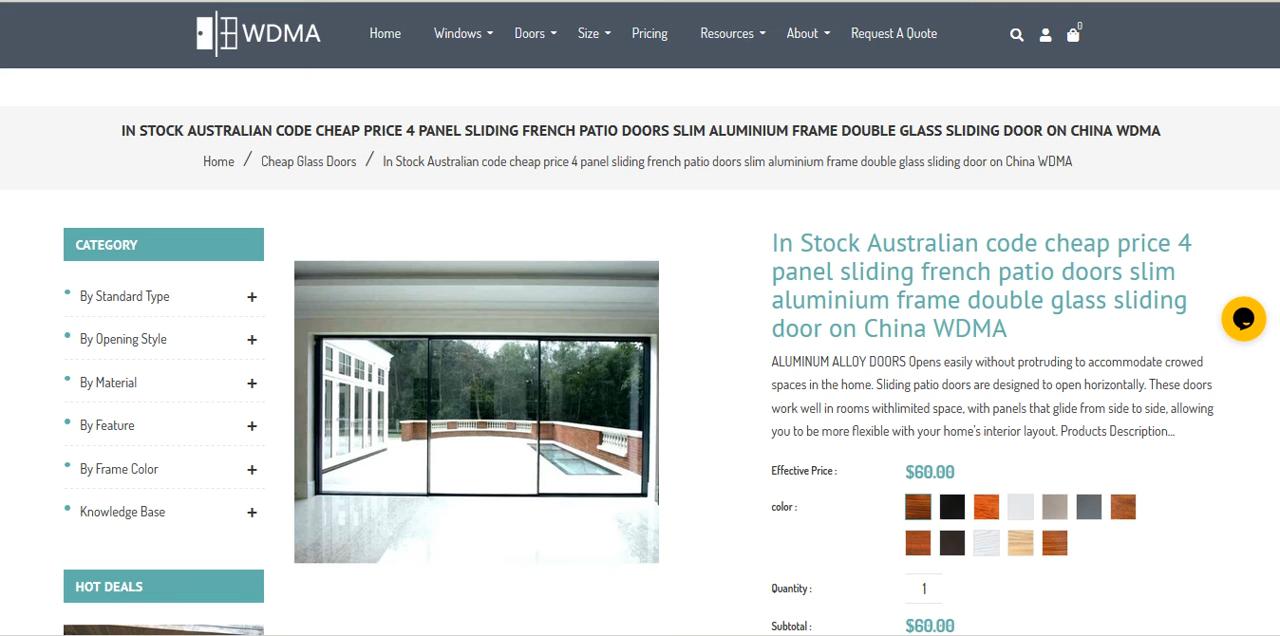 WDMA
Home Windows Doors Size Pricing Resources About Request A Quote
0
IN STOCK AUSTRALIAN CODE CHEAP PRICE 4 PANEL SLIDING FRENCH PATIO DOORS SLIM ALUMINIUM FRAME DOUBLE GLASS SLIDING DOOR ON CHINA WDMA
Home / Cheap Glass Doors / In Stock Australian code cheap price 4 panel sliding french patio doors slim aluminium frame double glass sliding door on China WDMA
CATEGORY
By Standard Type +
By Opening Style +
By Material +
By Feature +
By Frame Color +
Knowledge Base +
HOT DEALS
In Stock Australian code cheap price 4
panel sliding french patio doors slim
aluminium frame double glass sliding
door on China WDMA
ALUMINUM ALLOY DOORS Opens easily without protruding to accommodate crowed
spaces in the home. Sliding patio doors are designed to open horizontally. These doors
work well in rooms withlimited space, with panels that glide from side to side, allowing
you to be more flexible with your home's interior layout. Products Description...
Effective Price : $60.00
color :
Quantity : 1
Subtotal : $60.00